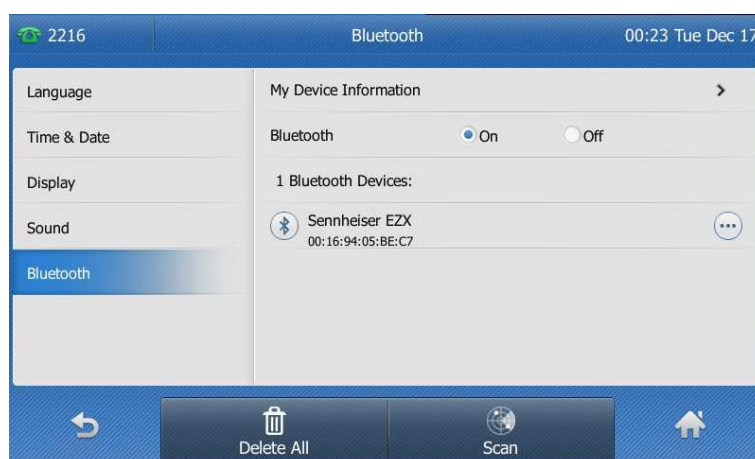 2216 Bluetooth 00:23 Tue Dec 17
Language
Time & Date
Display
Sound
Bluetooth
My Device Information
Bluetooth On Off
1 Bluetooth Devices:
Sennheiser EZX
00:16:94:05:BE:C7
Delete All Scan